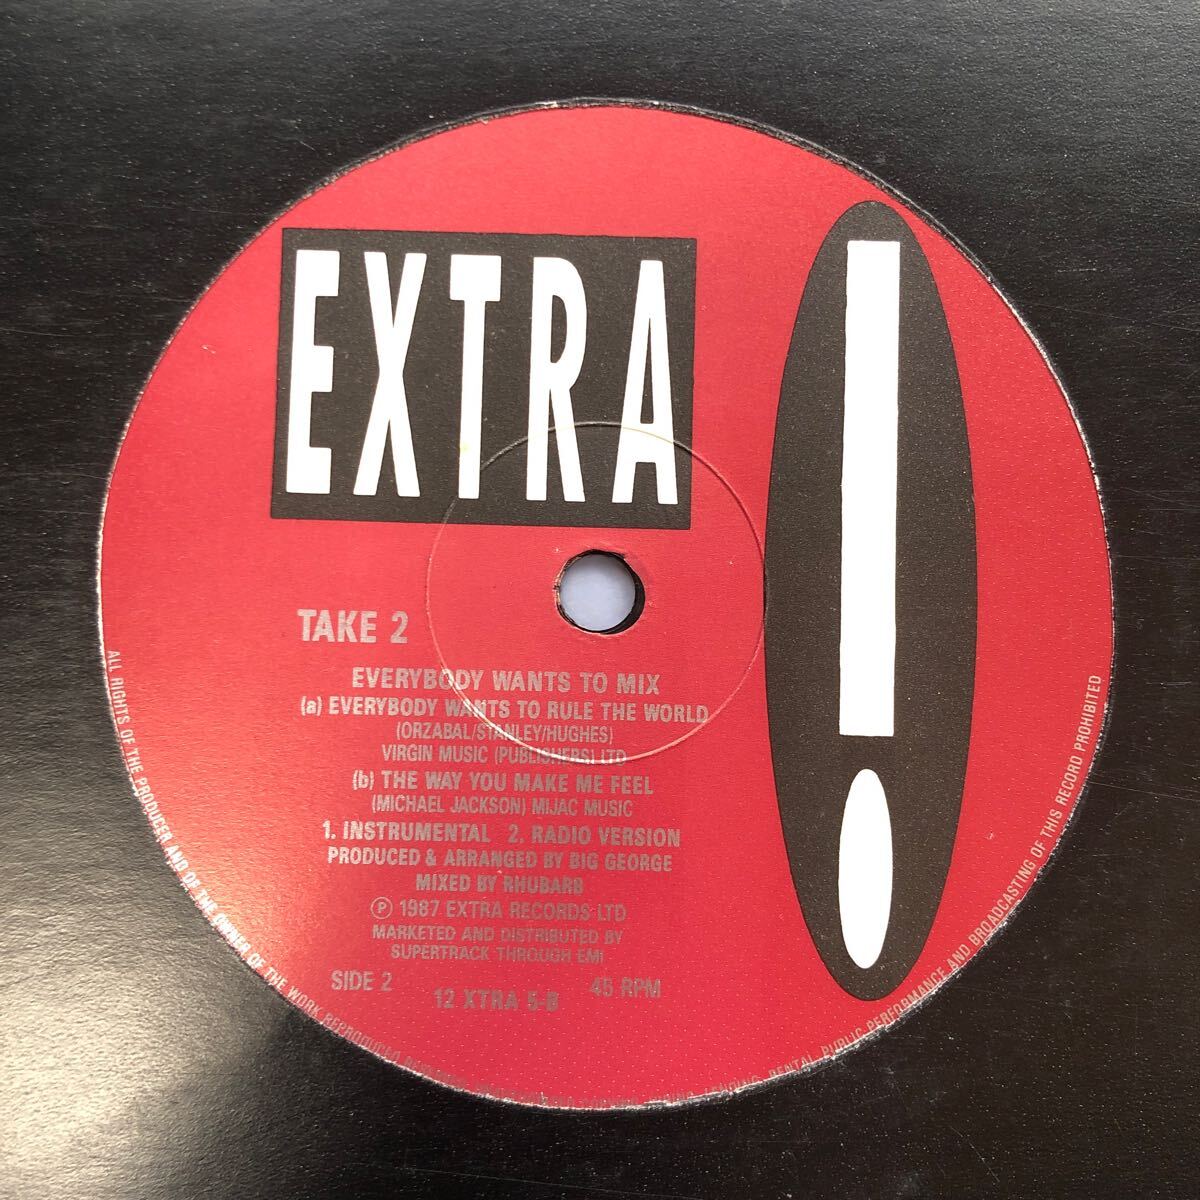 EXTRA !
TAKE 2
EVERYBODY WANTS TO MIX
(a) EVERYBODY WANTS TO RULE THE WORLD
(ORZABAL/STANLEY/HUGHES)
VIRGIN MUSIC (PUBLISHERS) LTD
(b) THE WAY YOU MAKE ME FEEL
(MICHAEL JACKSON) MIJAC MUSIC
1. INSTRUMENTAL 2. RADIO VERSION
PRODUCED & ARRANGED BY BIG GEORGE
MIXED BY RHUBARB
℗ 1987 EXTRA RECORDS LTD
MARKETED AND DISTRIBUTED BY
SUPERTRACK THROUGH EMI
SIDE 2 45 RPM
12 XTRA 5-B
ALL RIGHTS OF THE PRODUCER AND OF THE OWNER OF THE WORK REPRODUCED RESERVED. COPYING, LENDING, RENTAL, PUBLIC PERFORMANCE AND BROADCASTING OF THIS RECORD PROHIBITED